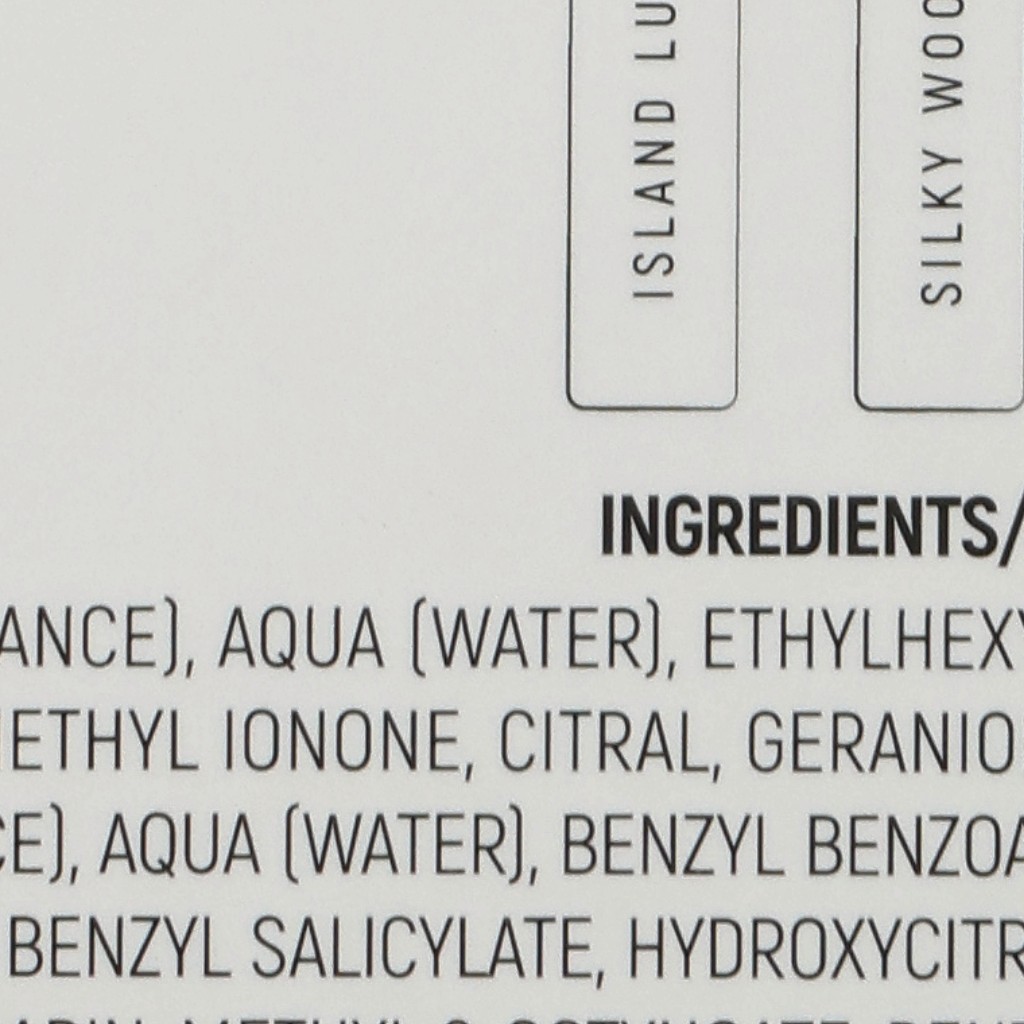 ISLAND LU
SILKY WOO
INGREDIENTS/
ANCE), AQUA (WATER), ETHYLHEXY
ETHYL IONONE, CITRAL, GERANIO
CE), AQUA (WATER), BENZYL BENZOA
BENZYL SALICYLATE, HYDROXYCITR